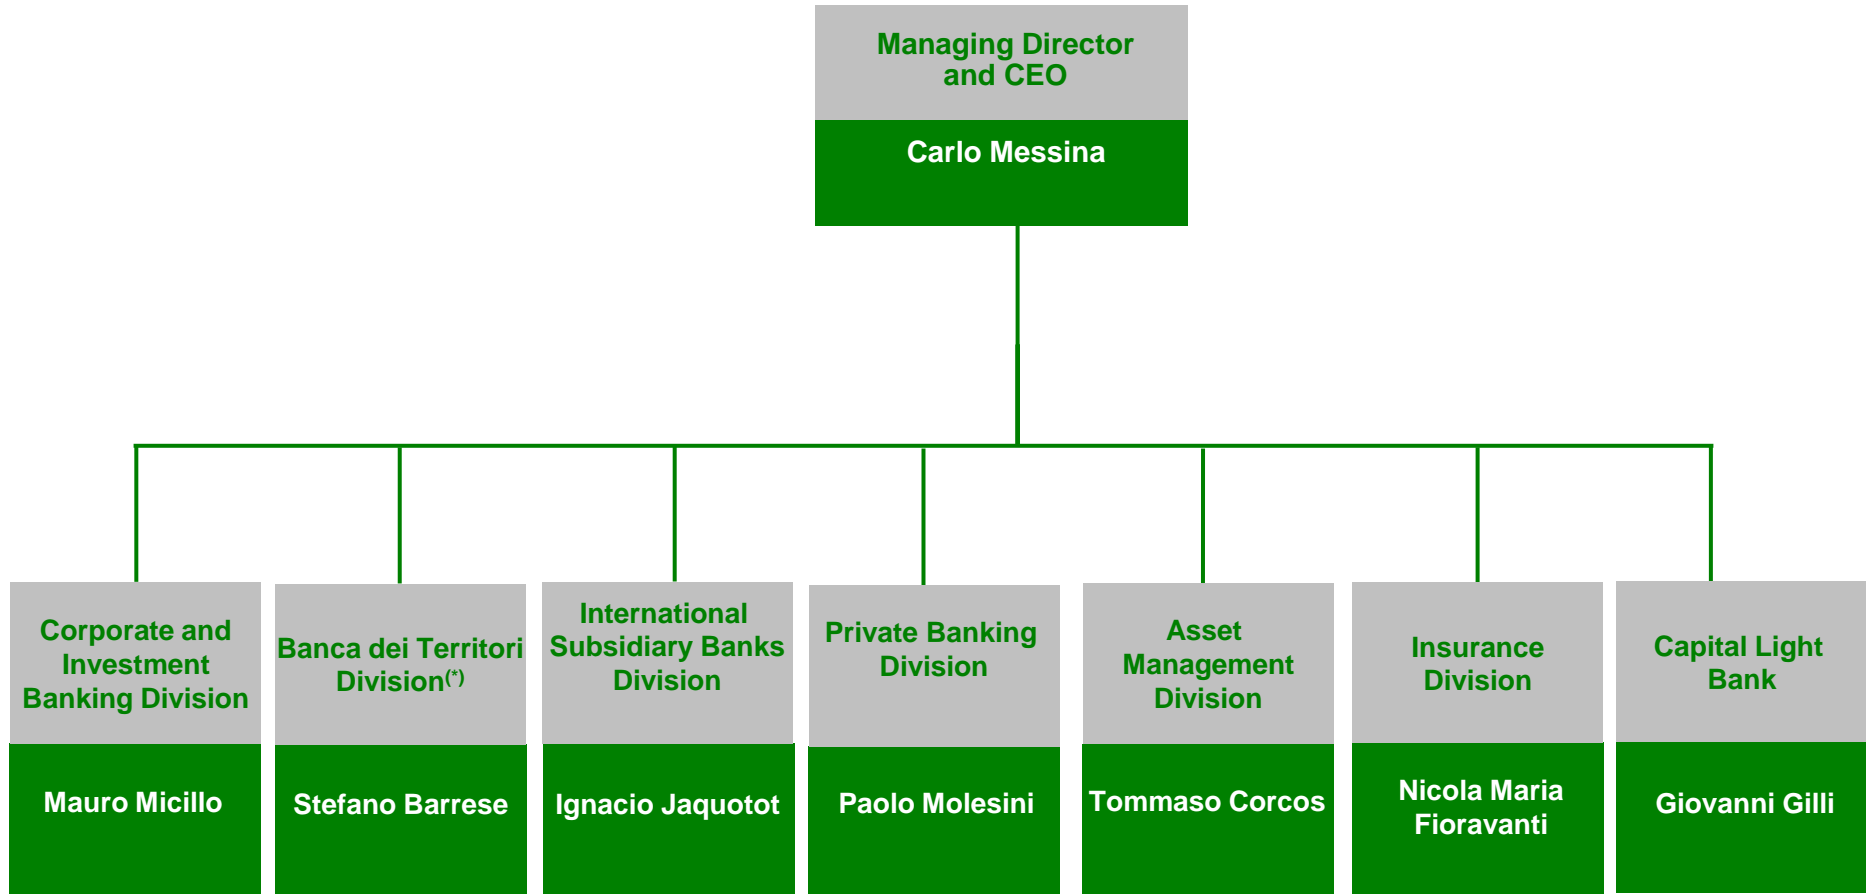 Managing Director
and CEO
Carlo Messina
Corporate and
Investment
Banking Division
Mauro Micillo
Banca dei Territori
Division(*)
Stefano Barrese
International
Subsidiary Banks
Division
Ignacio Jaquotot
Private Banking
Division
Paolo Molesini
Asset
Management
Division
Tommaso Corcos
Insurance
Division
Nicola Maria
Fioravanti
Capital Light
Bank
Giovanni Gilli